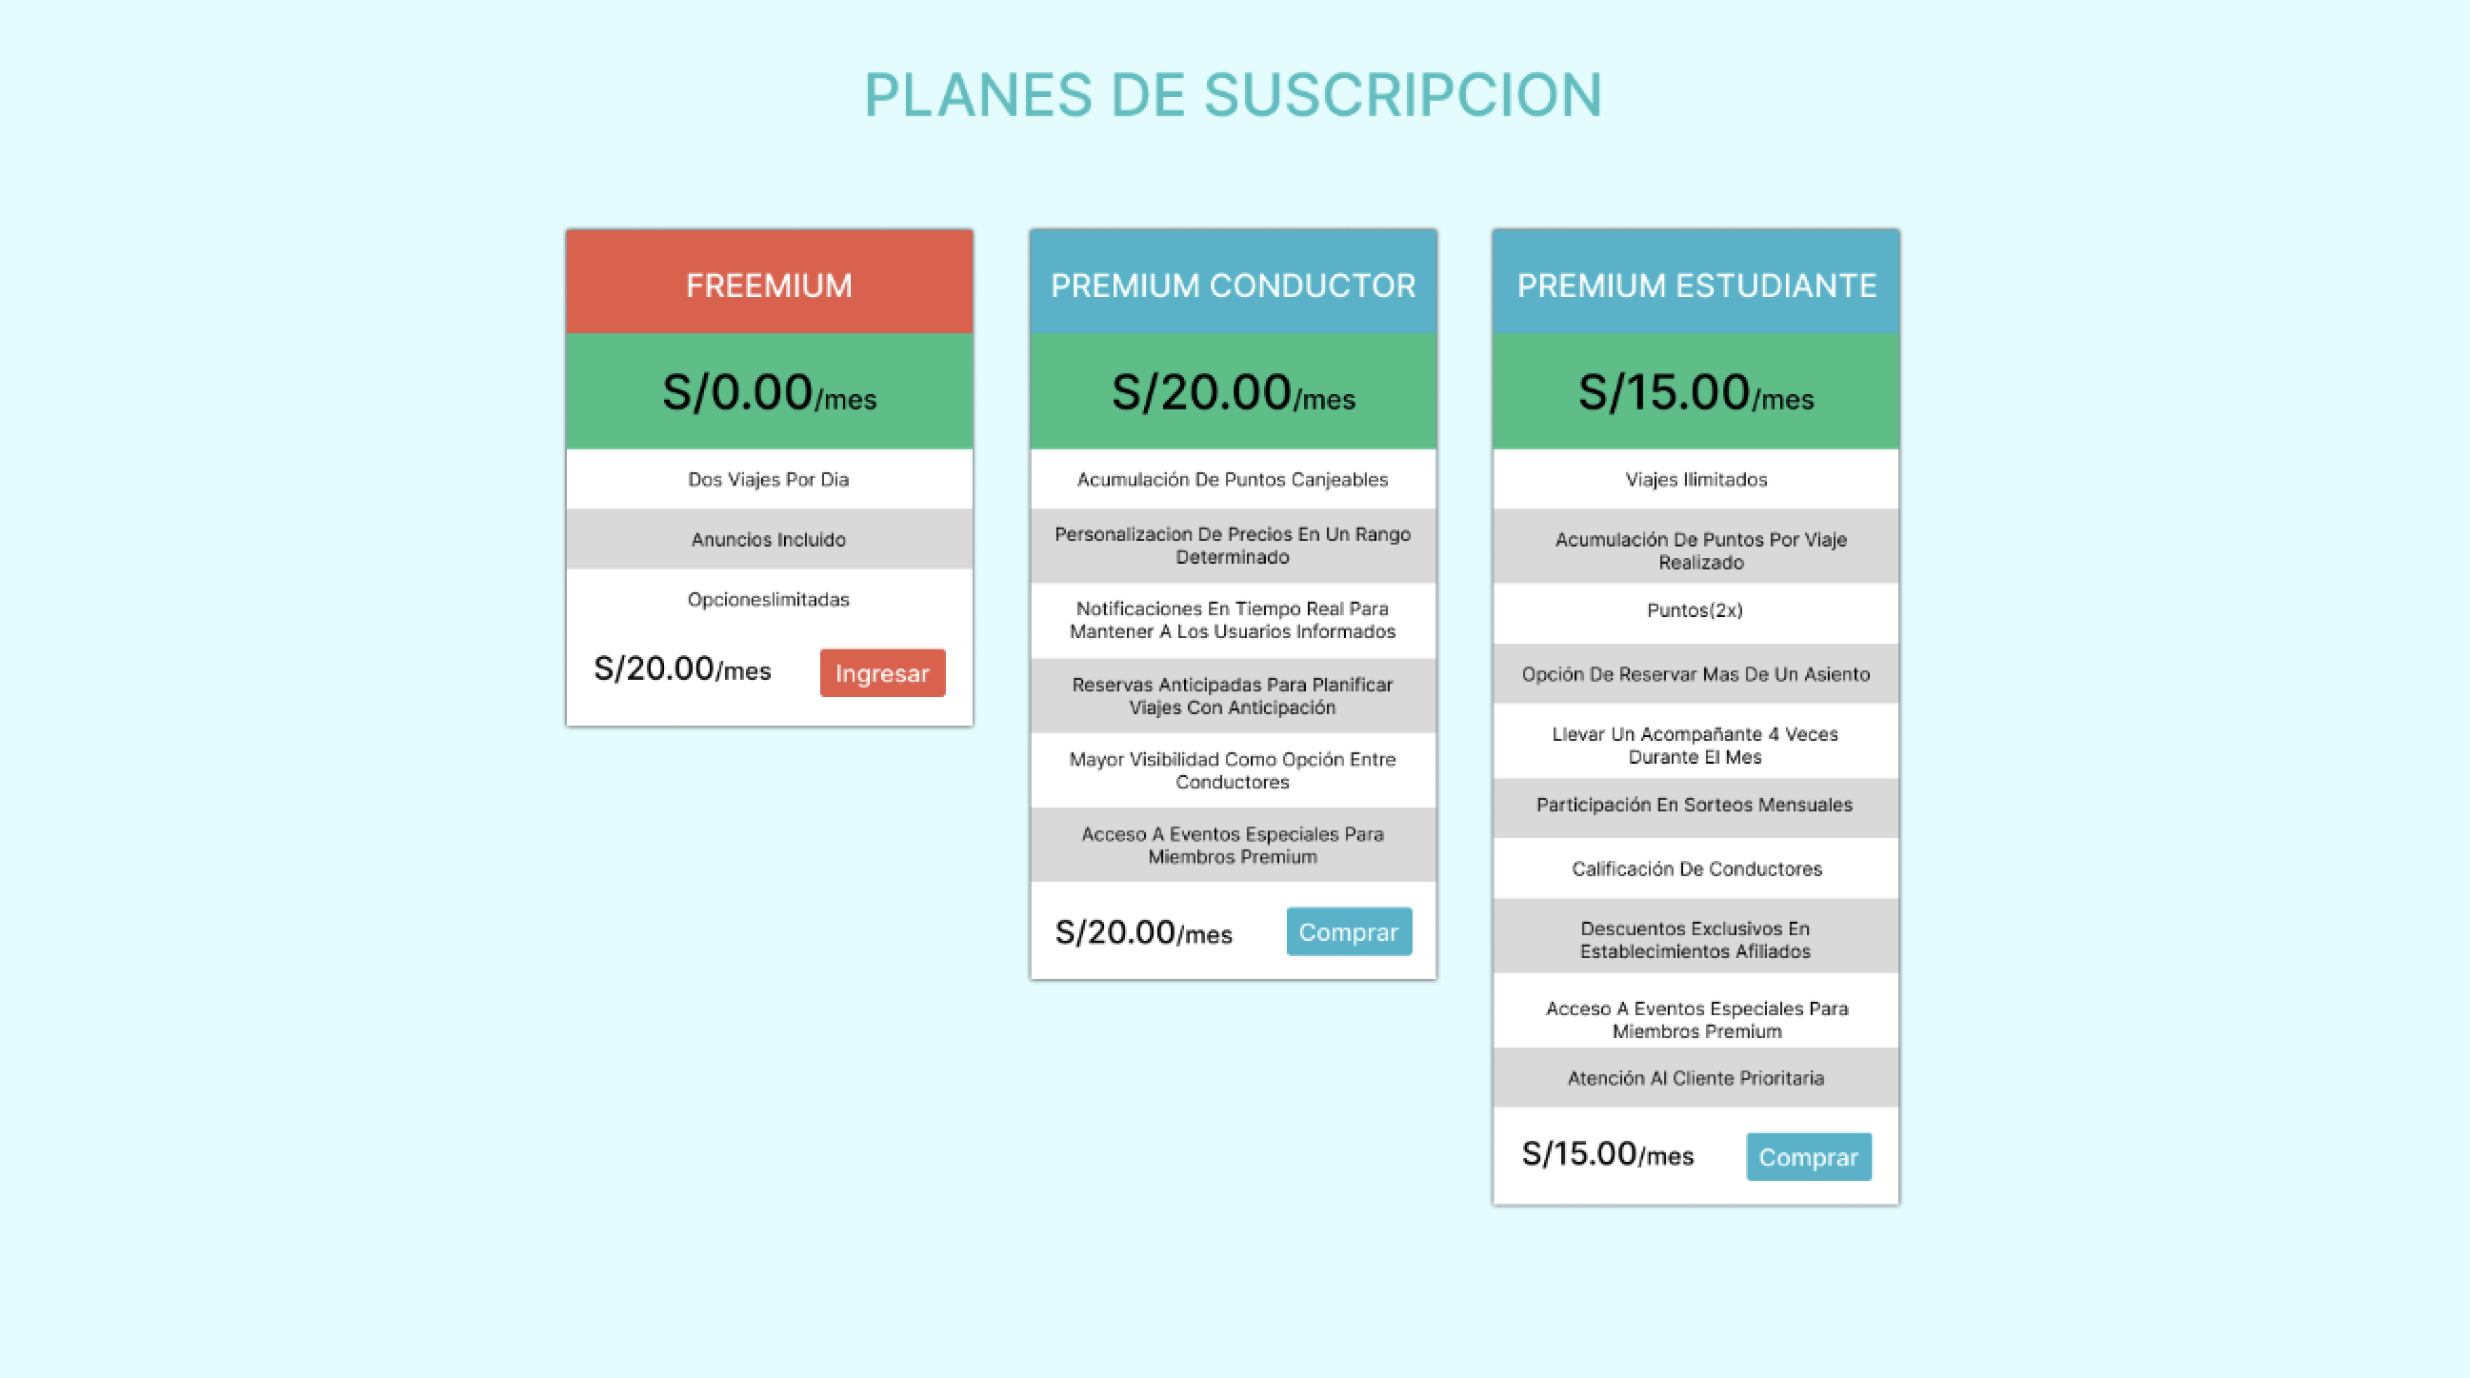 PLANES DE SUSCRIPCION
FREEMIUM
S/0.00/mes
Dos Viajes Por Dia
Anuncios Incluido
Opcioneslimitadas
S/20.00/mes
Ingresar
PREMIUM CONDUCTOR
S/20.00/mes
Acumulación De Puntos Canjeables
Personalizacion De Precios En Un Rango
Determinado
Notificaciones En Tiempo Real Para
Mantener A Los Usuarios Informados
Reservas Anticipadas Para Planificar
Viajes Con Anticipación
Mayor Visibilidad Como Opción Entre
Conductores
Acceso A Eventos Especiales Para
Miembros Premium
S/20.00/mes
Comprar
PREMIUM ESTUDIANTE
S/15.00/mes
Viajes Ilimitados
Acumulación De Puntos Por Viaje
Realizado
Puntos(2x)
Opción De Reservar Mas De Un Asiento
Llevar Un Acompañante 4 Veces
Durante El Mes
Participación En Sorteos Mensuales
Calificación De Conductores
Descuentos Exclusivos En
Establecimientos Afiliados
Acceso A Eventos Especiales Para
Miembros Premium
Atención Al Cliente Prioritaria
S/15.00/mes
Comprar